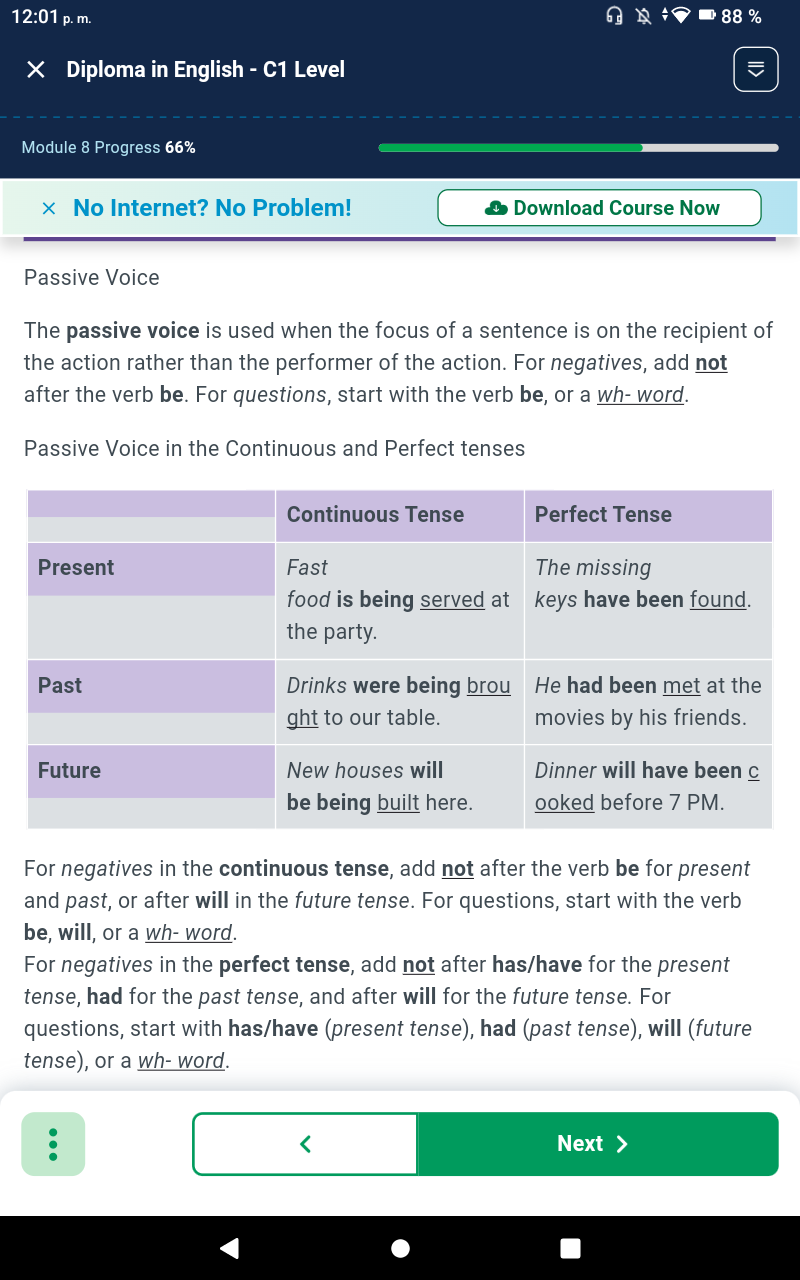 12:01 p. m.
88 %
Diploma in English - C1 Level
Module 8 Progress 66%
No Internet? No Problem!
Download Course Now
Passive Voice
The passive voice is used when the focus of a sentence is on the recipient of
the action rather than the performer of the action. For negatives, add not
after the verb be. For questions, start with the verb be, or a wh- word.
Passive Voice in the Continuous and Perfect tenses
Continuous Tense
Perfect Tense
Present
Fast
food is being served at
the party.
The missing
keys have been found.
Past
Drinks were being brou
ght to our table.
He had been met at the
movies by his friends.
Future
New houses will
be being built here.
Dinner will have been c
ooked before 7 PM.
For negatives in the continuous tense, add not after the verb be for present
and past, or after will in the future tense. For questions, start with the verb
be, will, or a wh- word.
For negatives in the perfect tense, add not after has/have for the present
tense, had for the past tense, and after will for the future tense. For
questions, start with has/have (present tense), had (past tense), will (future
tense), or a wh- word.
Next